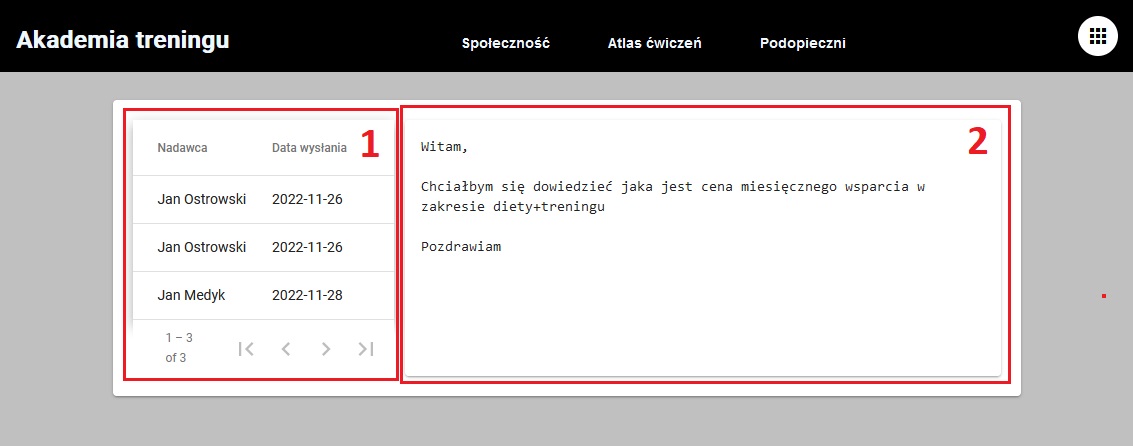 Akademia treningu
Społeczność Atlas ćwiczeń Podopieczni
Nadawca Data wysłania 1
Jan Ostrowski 2022-11-26
Jan Ostrowski 2022-11-26
Jan Medyk 2022-11-28
1 – 3
of 3
2
Witam,
Chciałbym się dowiedzieć jaka jest cena miesięcznego wsparcia w
zakresie diety+treningu
Pozdrawiam